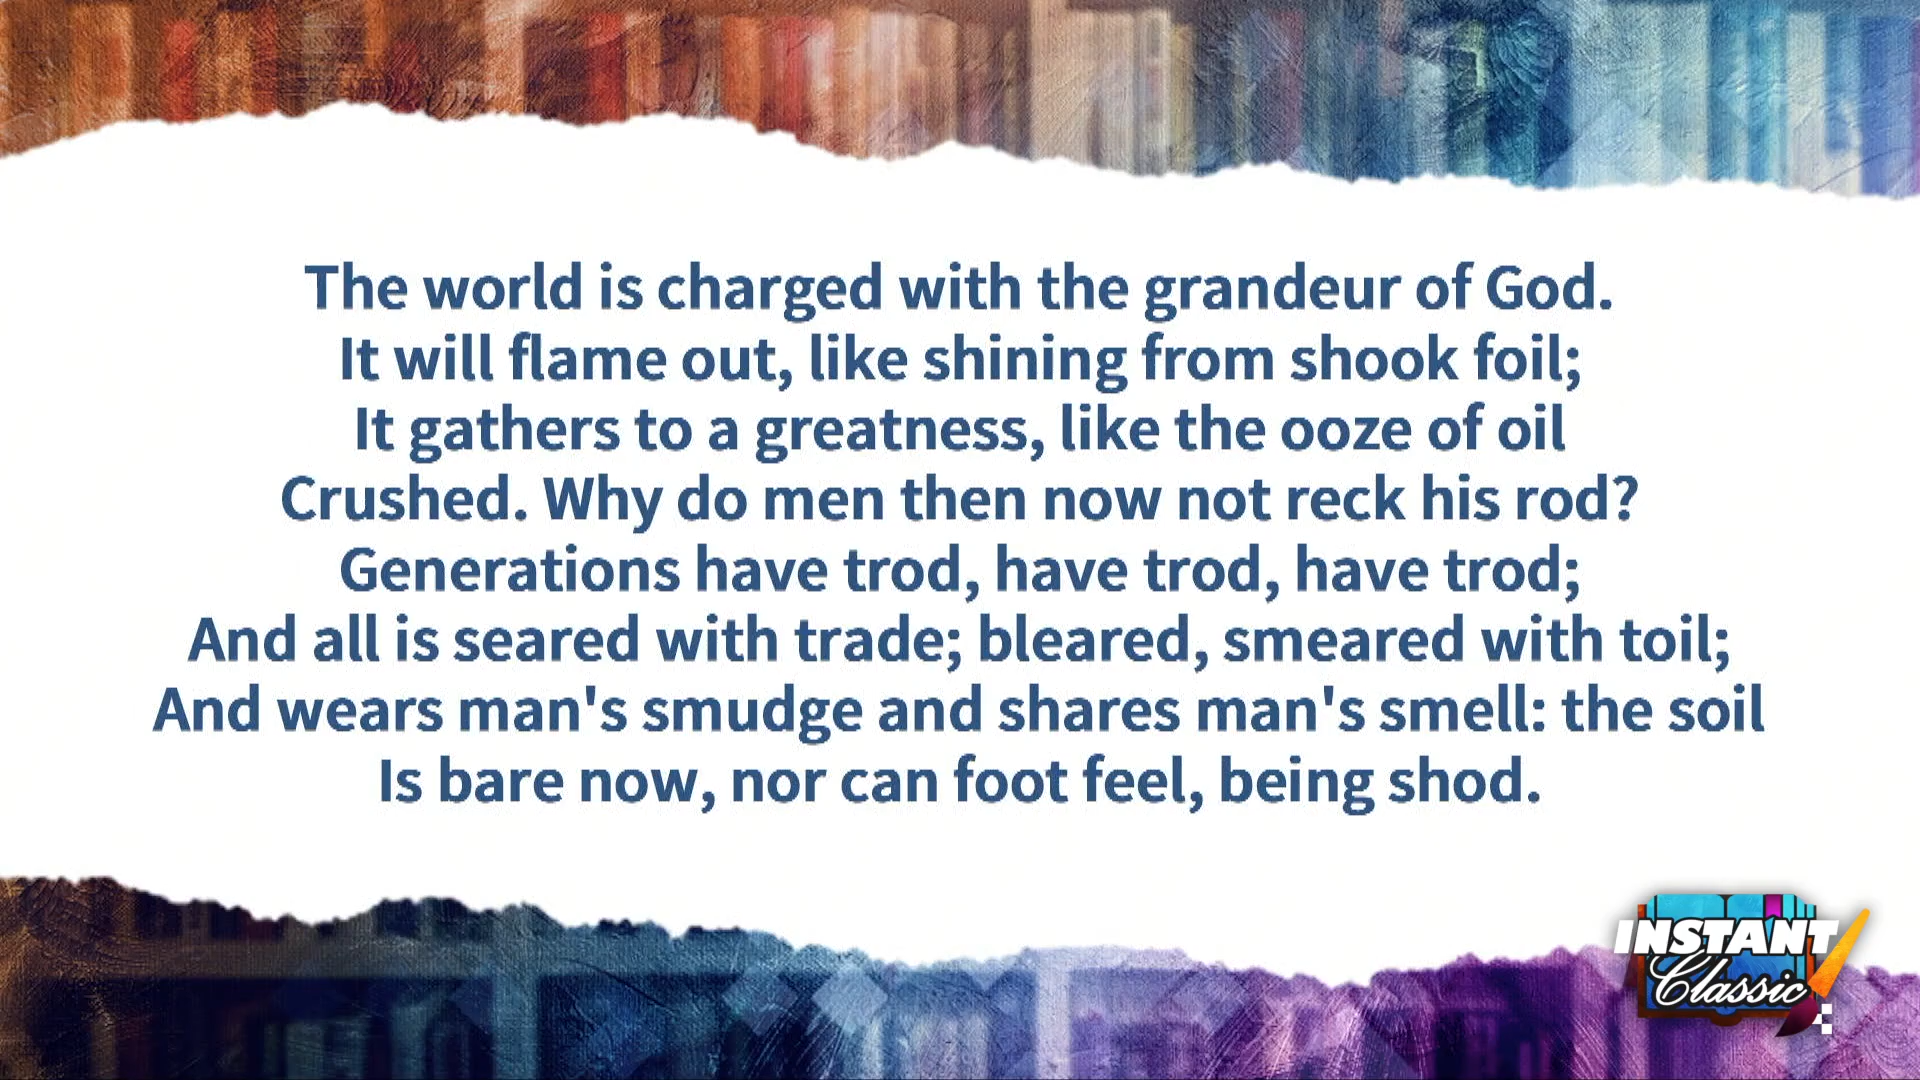 The world is charged with the grandeur of God.
It will flame out, like shining from shook foil;
It gathers to a greatness, like the ooze of oil
Crushed. Why do men then now not reck his rod?
Generations have trod, have trod, have trod;
And all is seared with trade; bleared, smeared with toil;
And wears man's smudge and shares man's smell: the soil
Is bare now, nor can foot feel, being shod.
INSTANT
Classic